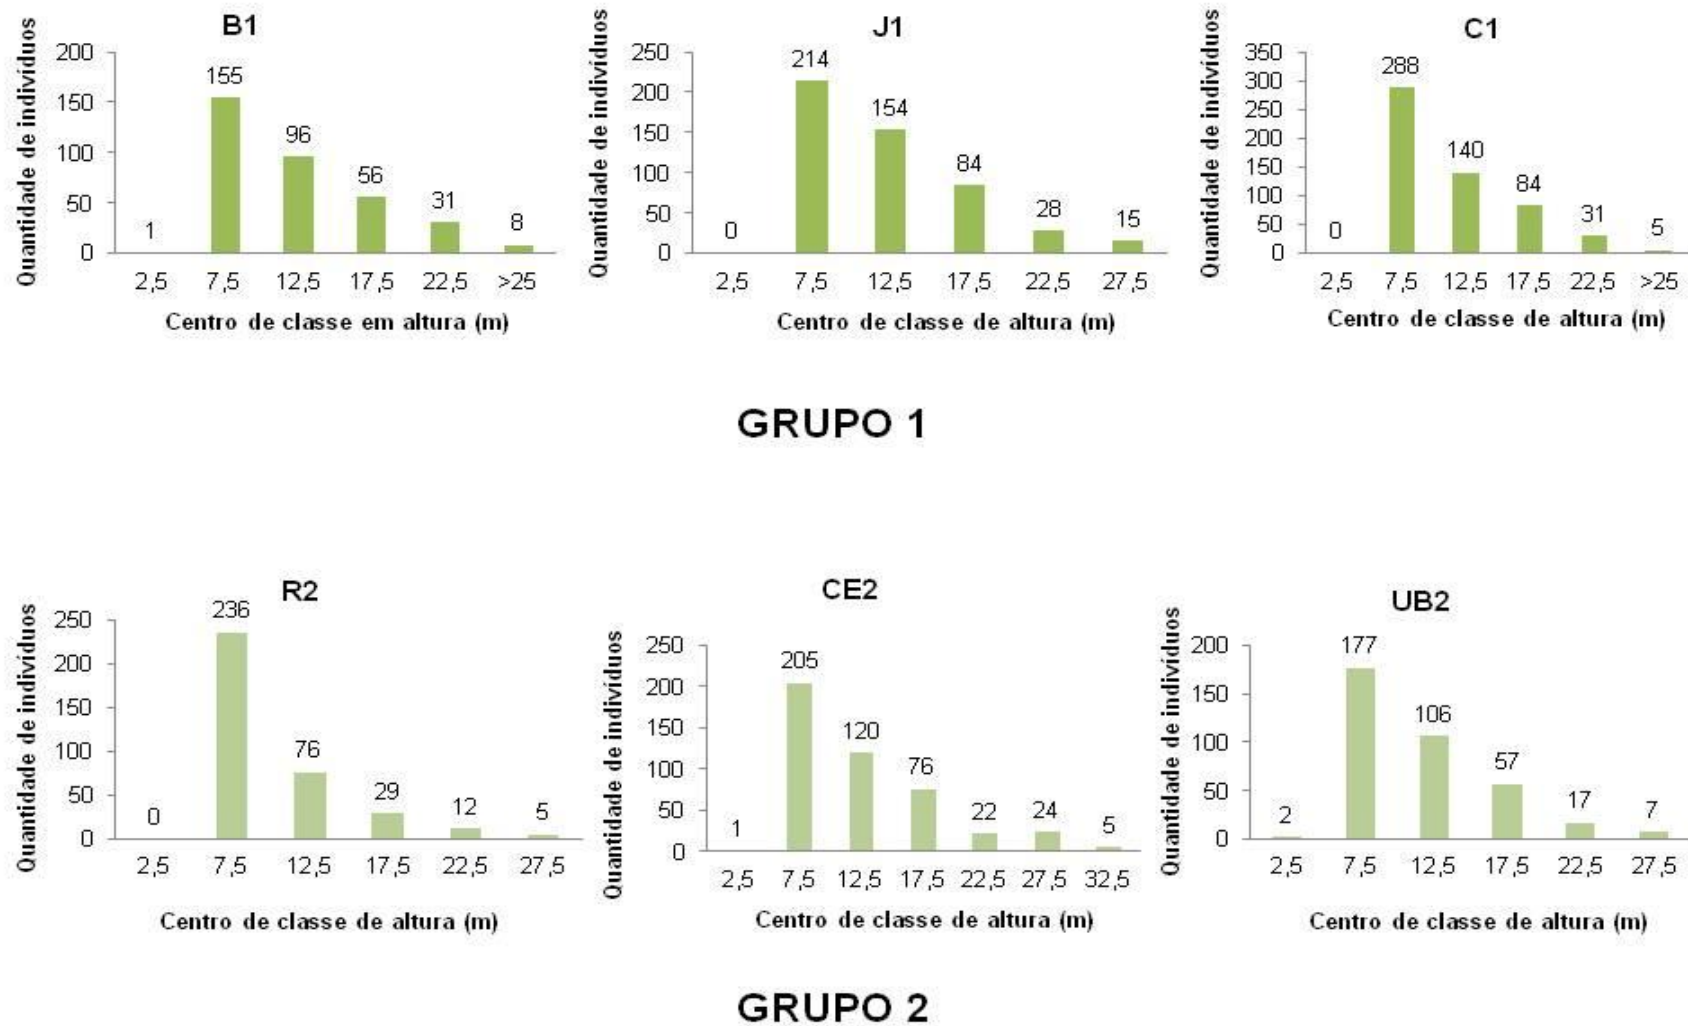 B1
Quantidade de indivíduos
200
150
100
50
0
1
155
96
56
31
8
2,5 7,5 12,5 17,5 22,5 >25
Centro de classe em altura (m)
J1
Quantidade de indivíduos
250
200
150
100
50
0
0
214
154
84
28
15
2,5 7,5 12,5 17,5 22,5 27,5
Centro de classe de altura (m)
C1
Quantidade de indivíduos
350
300
250
200
150
100
50
0
0
288
140
84
31
5
2,5 7,5 12,5 17,5 22,5 >25
Centro de classe de altura (m)
GRUPO 1
R2
Quantidade de indivíduos
250
200
150
100
50
0
0
236
76
29
12
5
2,5 7,5 12,5 17,5 22,5 27,5
Centro de classe de altura (m)
CE2
Quantidade de indivíduos
250
200
150
100
50
0
1
205
120
76
22
24
5
2,5 7,5 12,5 17,5 22,5 27,5 32,5
Centro de classe de altura (m)
UB2
Quantidade de indivíduos
200
150
100
50
0
2
177
106
57
17
7
2,5 7,5 12,5 17,5 22,5 27,5
Centro de classe de altura (m)
GRUPO 2